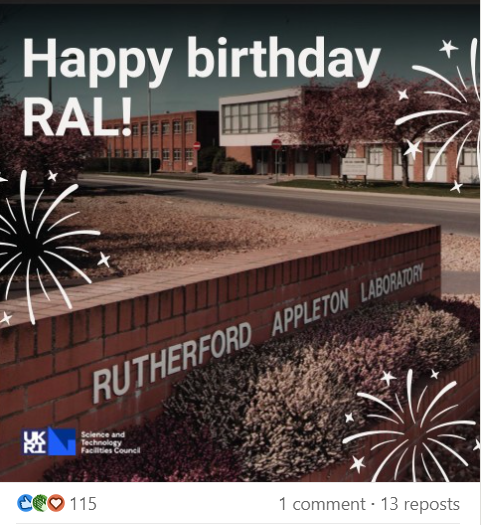 Happy birthday
RAL!
RUTHERFORD APPLETON LABORATORY
UK
RI
Science and
Technology
Facilities Council
115
1 comment · 13 reposts